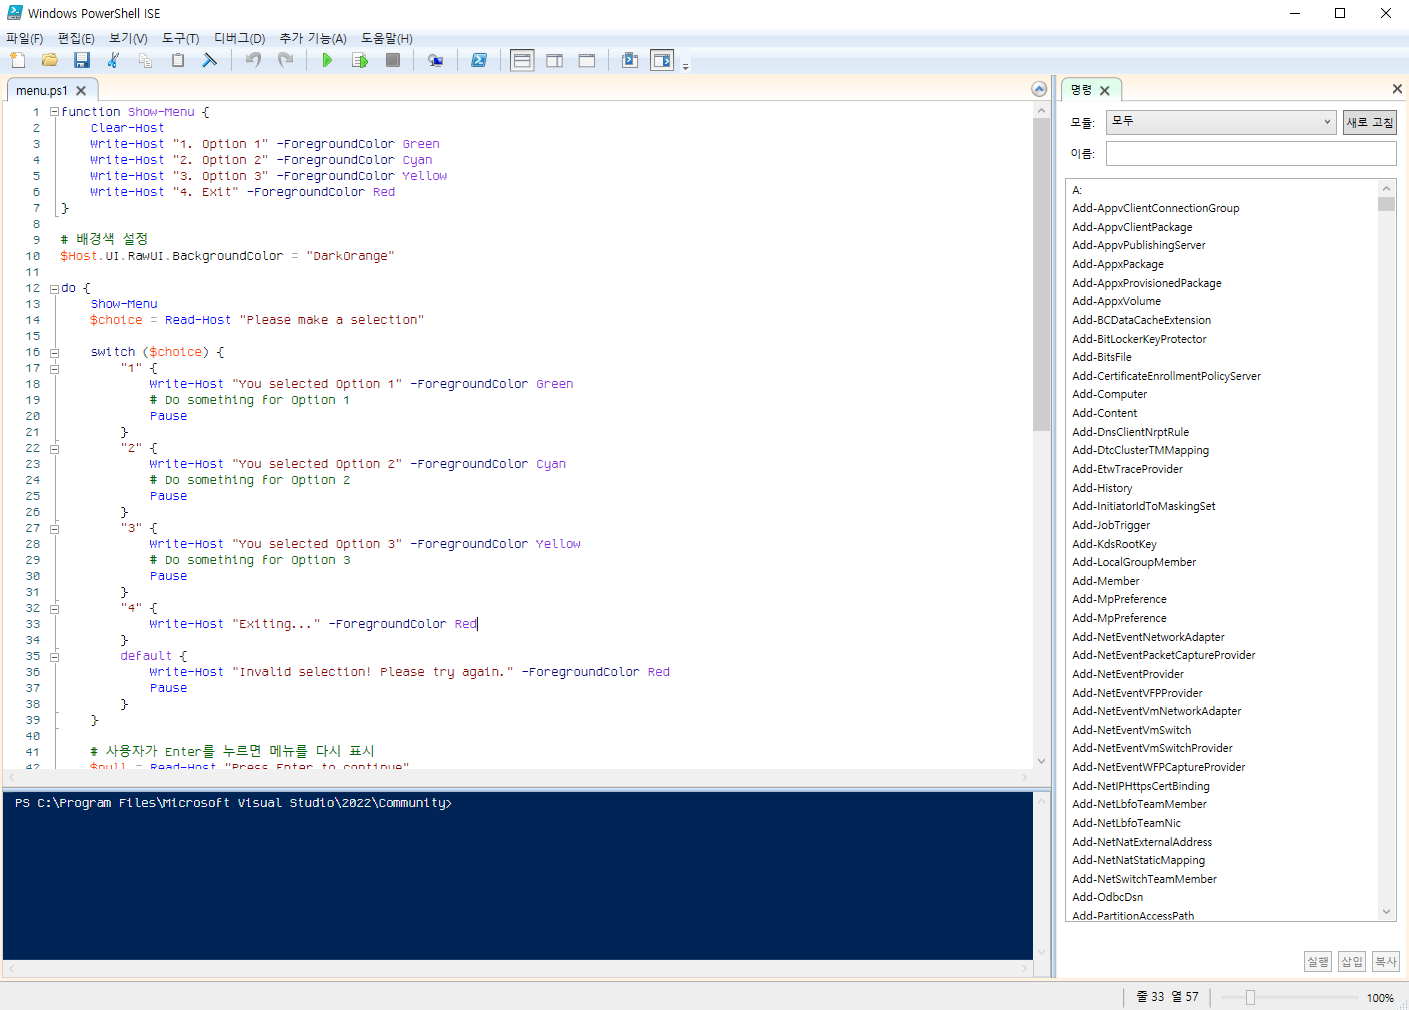 Windows PowerShell ISE
파일(F) 편집(E) 보기(V) 도구(T) 디버그(D) 추가 기능(A) 도움말(H)
menu.ps1
1 function Show-Menu {
2 Clear-Host
3 Write-Host "1. Option 1" -ForegroundColor Green
4 Write-Host "2. Option 2" -ForegroundColor Cyan
5 Write-Host "3. Option 3" -ForegroundColor Yellow
6 Write-Host "4. Exit" -ForegroundColor Red
7 }
8
9 # 배경색 설정
10 $Host.UI.RawUI.BackgroundColor = "DarkOrange"
11
12 do {
13 Show-Menu
14 $choice = Read-Host "Please make a selection"
15
16 switch ($choice) {
17 "1" {
18 Write-Host "You selected Option 1" -ForegroundColor Green
19 # Do something for Option 1
20 Pause
21 }
22 "2" {
23 Write-Host "You selected Option 2" -ForegroundColor Cyan
24 # Do something for Option 2
25 Pause
26 }
27 "3" {
28 Write-Host "You selected Option 3" -ForegroundColor Yellow
29 # Do something for Option 3
30 Pause
31 }
32 "4" {
33 Write-Host "Exiting..." -ForegroundColor Red
34 }
35 default {
36 Write-Host "Invalid selection! Please try again." -ForegroundColor Red
37 Pause
38 }
39 }
40
41 # 사용자가 Enter를 누르면 메뉴를 다시 표시
42 $null = Read-Host "Press Enter to continue"
PS C:\Program Files\Microsoft Visual Studio\2022\Community>
명령
모듈: 모두 새로 고침
이름:
A:
Add-AppvClientConnectionGroup
Add-AppvClientPackage
Add-AppvPublishingServer
Add-AppxPackage
Add-AppxProvisionedPackage
Add-AppxVolume
Add-BCDataCacheExtension
Add-BitLockerKeyProtector
Add-BitsFile
Add-CertificateEnrollmentPolicyServer
Add-Computer
Add-Content
Add-DnsClientNrptRule
Add-DtcClusterTMMapping
Add-EtwTraceProvider
Add-History
Add-InitiatorIdToMaskingSet
Add-JobTrigger
Add-KdsRootKey
Add-LocalGroupMember
Add-Member
Add-MpPreference
Add-MpPreference
Add-NetEventNetworkAdapter
Add-NetEventPacketCaptureProvider
Add-NetEventProvider
Add-NetEventVFPProvider
Add-NetEventVmNetworkAdapter
Add-NetEventVmSwitch
Add-NetEventVmSwitchProvider
Add-NetEventWFPCaptureProvider
Add-NetIPHttpsCertBinding
Add-NetLbfoTeamMember
Add-NetLbfoTeamNic
Add-NetNatExternalAddress
Add-NetNatStaticMapping
Add-NetSwitchTeamMember
Add-OdbcDsn
Add-PartitionAccessPath
실행 삽입 복사
줄 33 열 57 100%